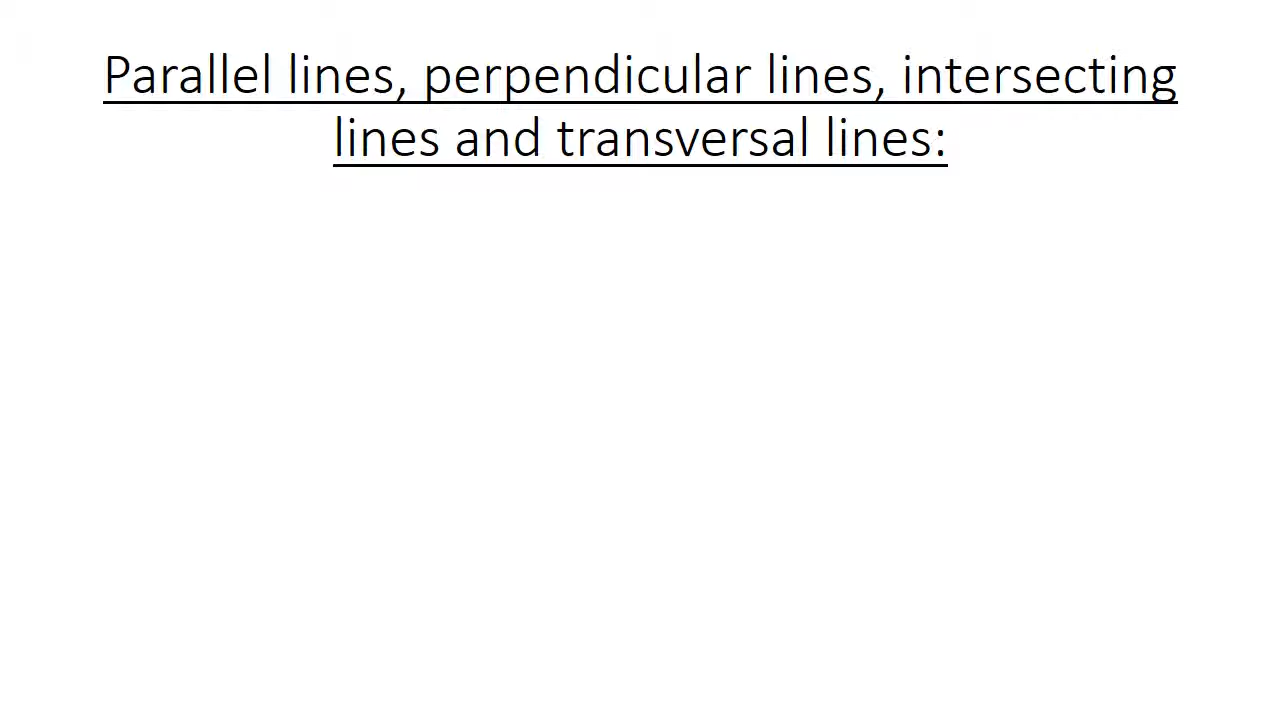 Parallel lines, perpendicular lines, intersecting
lines and transversal lines: